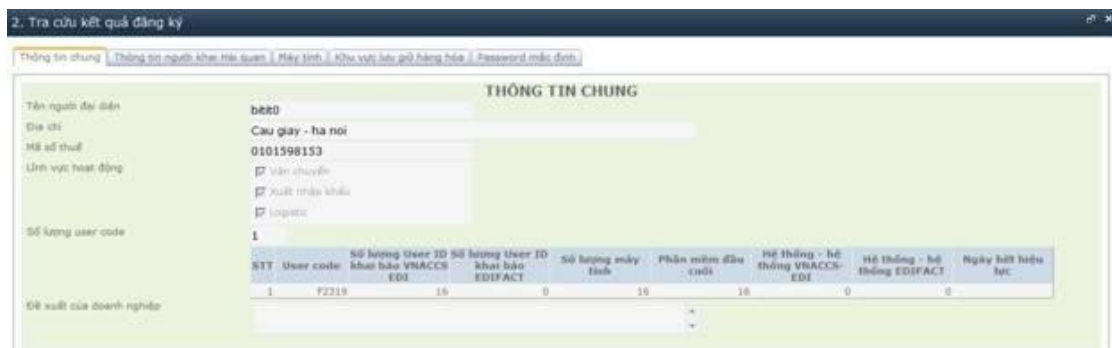 2. Tra cứu kết quả đăng ký
Thông tin chung Thông tin người khai Hải quan Máy tính Khu vực lưu giữ hàng hóa Password mặc định
THÔNG TIN CHUNG
Tên người đại diện
Địa chỉ Cau giay - ha noi
Mã số thuế 0101598153
Lĩnh vực hoạt động Vận chuyển
Xuất nhập khẩu
Logistic
Số lượng user code 1
STT User code Số lượng User ID khai báo VNACCS EDI Số lượng User ID khai báo EDIFACT Số lượng máy tính Phần mềm đầu cuối Hệ thống - hệ thống VNACCS-EDI Hệ thống - hệ thống EDIFACT Ngày hết hiệu lực
1 F2319 16 0 16 16 0 0
Đề xuất của doanh nghiệp